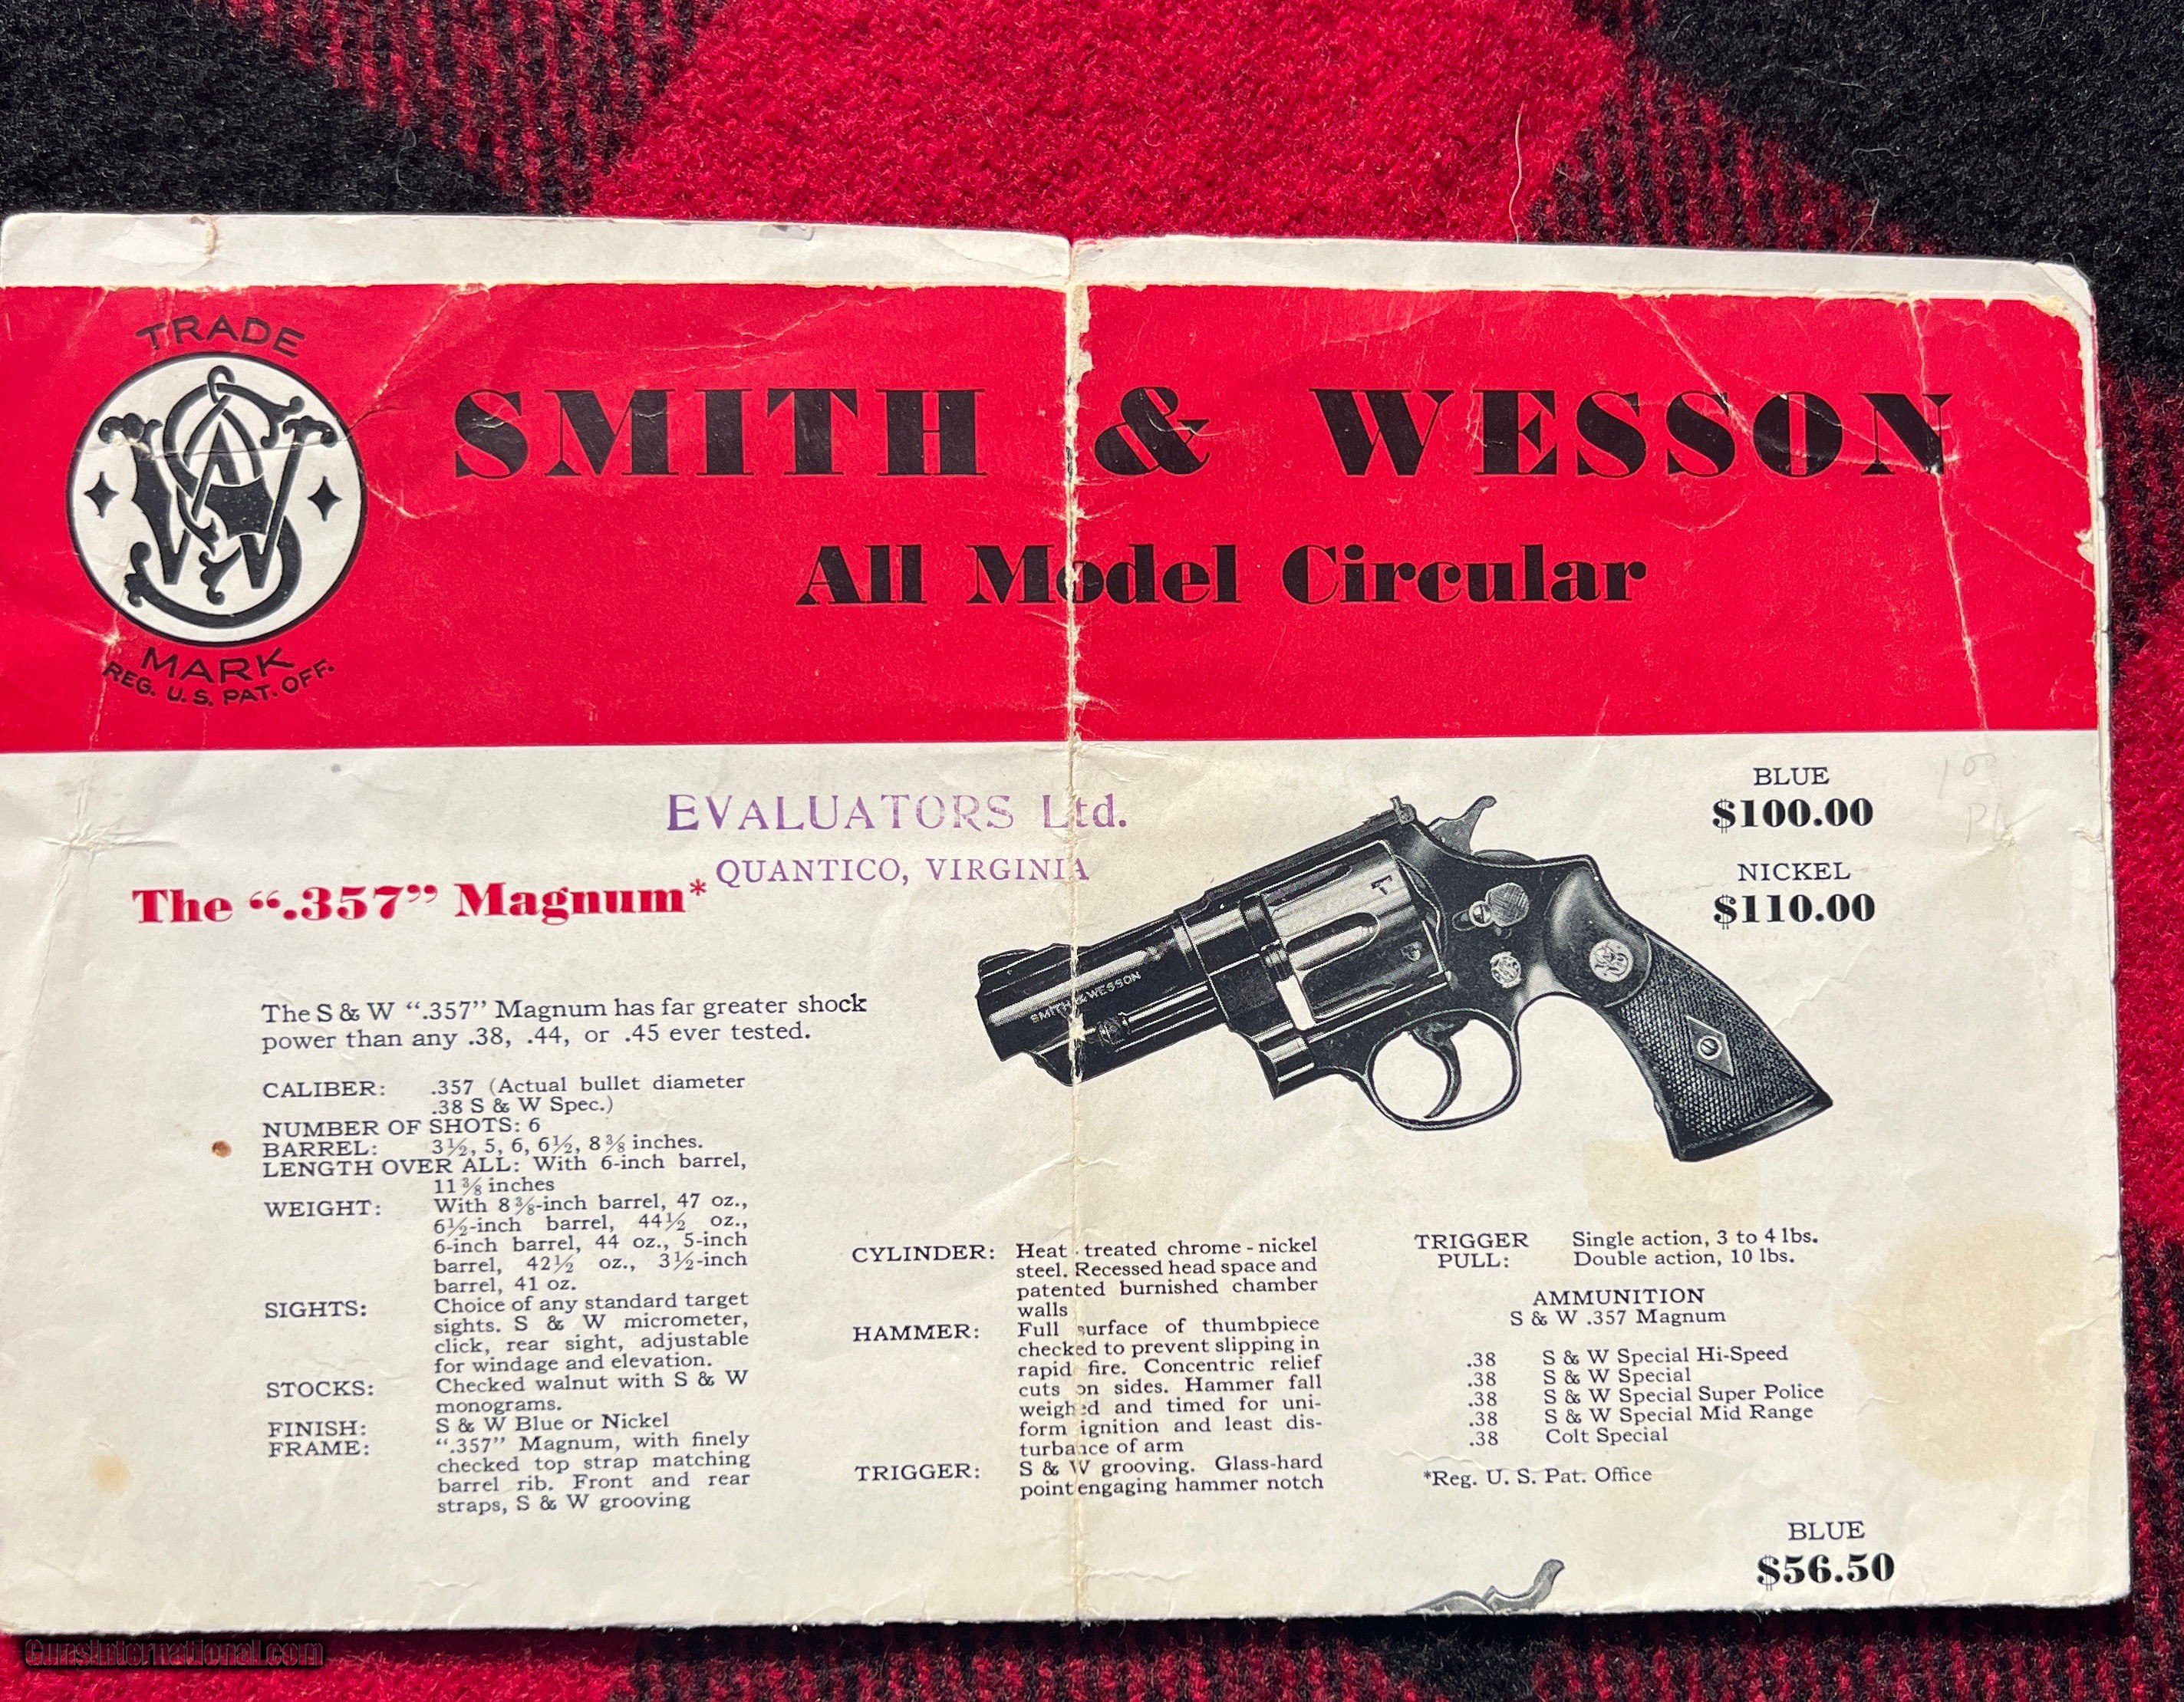 TRADE
MARK
REG. U.S. PAT. OFF.
SMITH & WESSON
All Model Circular
EVALUATORS Ltd.
QUANTICO, VIRGINIA
BLUE
$100.00
NICKEL
$110.00
100
The “.357” Magnum*
SMITH & WESSON
The S & W “.357” Magnum has far greater shock
power than any .38, .44, or .45 ever tested.
CALIBER: .357 (Actual bullet diameter
.38 S & W Spec.)
NUMBER OF SHOTS: 6
BARREL: 3½, 5, 6, 6½, 8⅜ inches.
LENGTH OVER ALL: With 6-inch barrel,
11⅜ inches
WEIGHT: With 8⅜-inch barrel, 47 oz.,
6½-inch barrel, 44½ oz.,
6-inch barrel, 44 oz., 5-inch
barrel, 42½ oz., 3½-inch
barrel, 41 oz.
SIGHTS: Choice of any standard target
sights. S & W micrometer,
click, rear sight, adjustable
for windage and elevation.
STOCKS: Checked walnut with S & W
monograms.
FINISH: S & W Blue or Nickel
FRAME: “.357” Magnum, with finely
checked top strap matching
barrel rib. Front and rear
straps, S & W grooving
CYLINDER: Heat treated chrome-nickel
steel. Recessed head space and
patented burnished chamber
walls
HAMMER: Full surface of thumbpiece
checked to prevent slipping in
rapid fire. Concentric relief
cuts on sides. Hammer fall
weighed and timed for uni-
form ignition and least dis-
turbance of arm
TRIGGER: S & W grooving. Glass-hard
point engaging hammer notch
TRIGGER PULL: Single action, 3 to 4 lbs.
Double action, 10 lbs.
AMMUNITION
S & W .357 Magnum
.38 S & W Special Hi-Speed
.38 S & W Special
.38 S & W Special Super Police
.38 S & W Special Mid Range
.38 Colt Special
*Reg. U. S. Pat. Office
BLUE
$56.50
GunsInternational.com